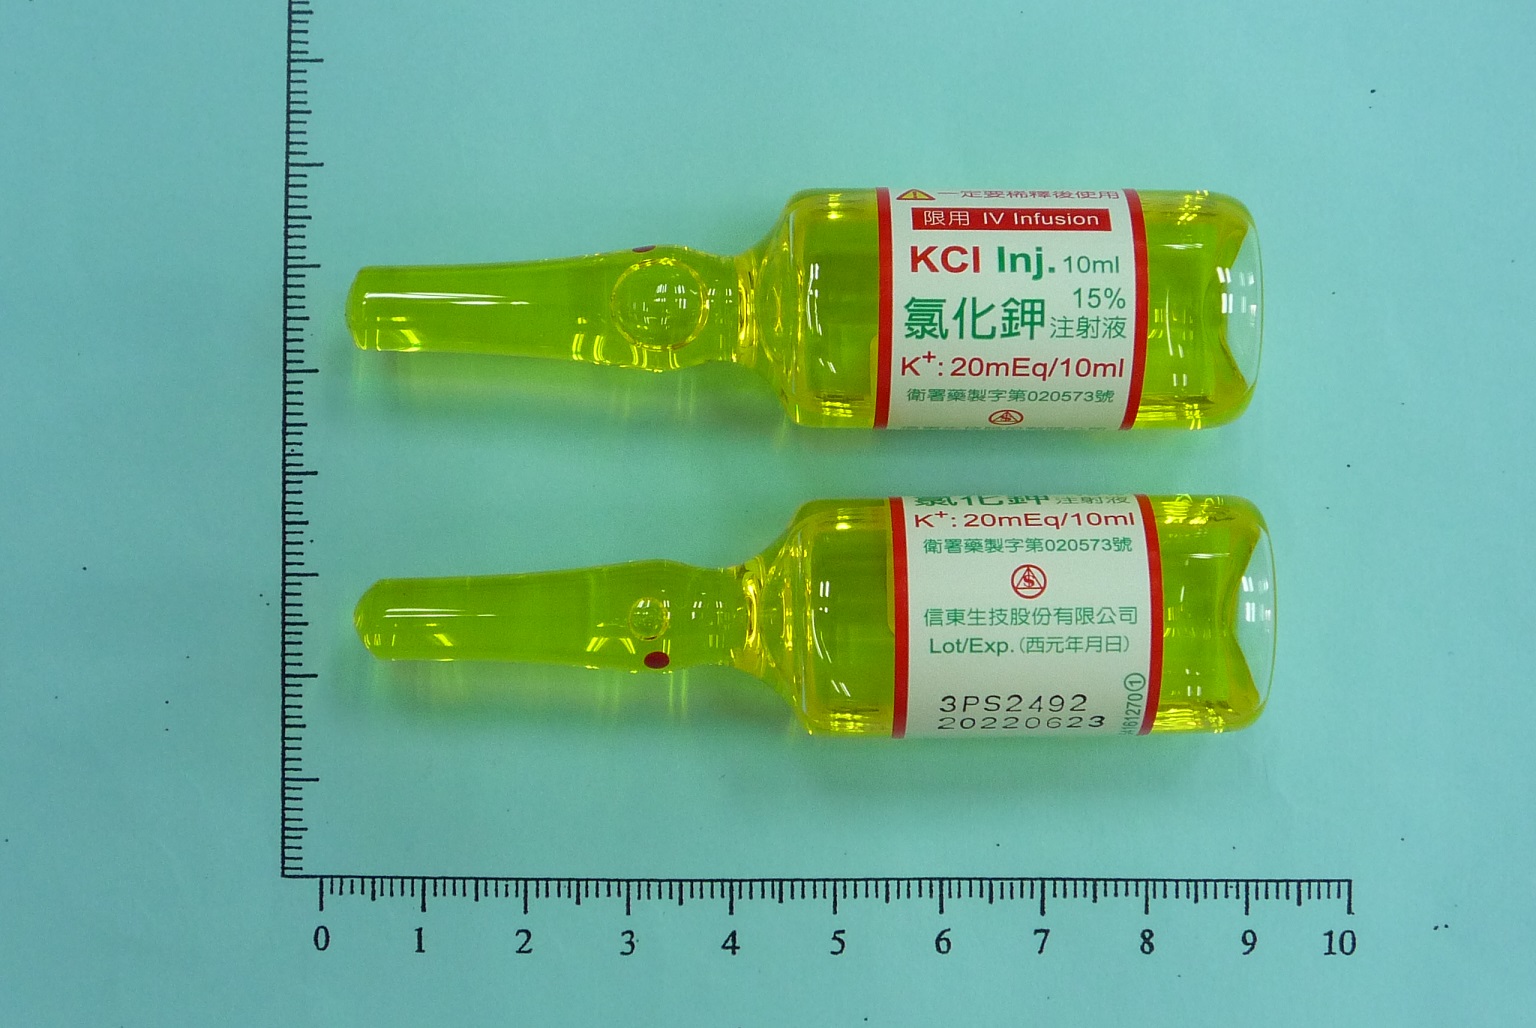 一定要稀釋後使用
限用 IV Infusion
KCl Inj. 10ml
15%
氯化鉀 注射液
K+: 20mEq/10ml
衛署藥製字第020573號
氯化鉀 注射液
K+: 20mEq/10ml
衛署藥製字第020573號
信東生技股份有限公司
Lot/Exp. (西元年月日)
3PS2492
20220623
161270①
0 1 2 3 4 5 6 7 8 9 10